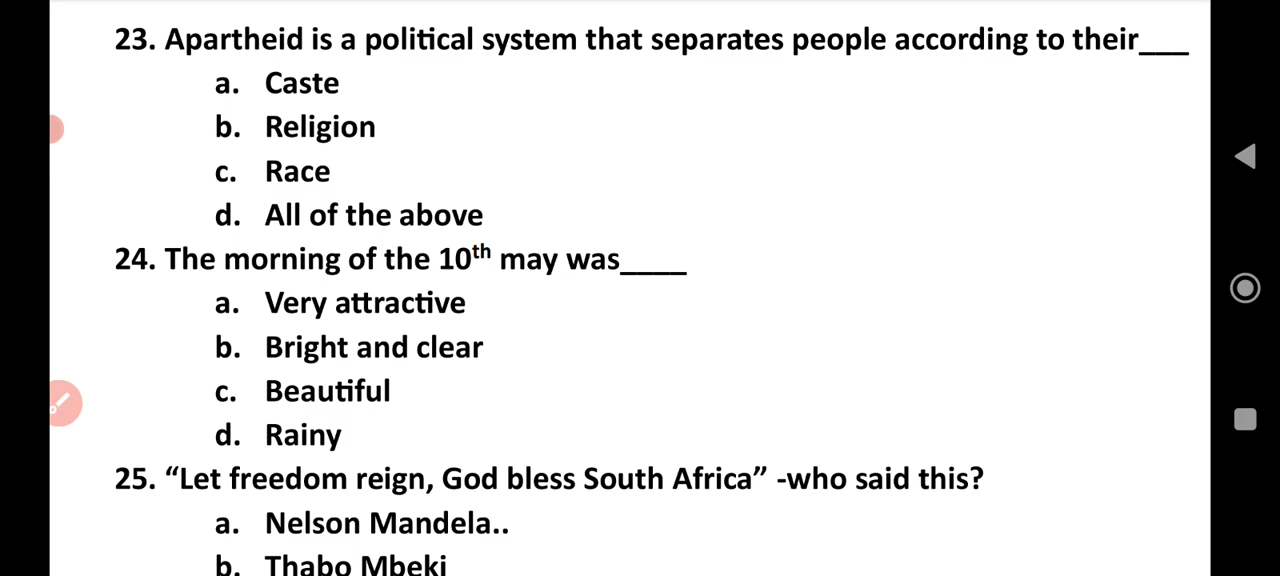 23. Apartheid is a political system that separates people according to their___
a. Caste
b. Religion
c. Race
d. All of the above
24. The morning of the 10th may was____
a. Very attractive
b. Bright and clear
c. Beautiful
d. Rainy
25. “Let freedom reign, God bless South Africa” -who said this?
a. Nelson Mandela..
b. Thabo Mbeki